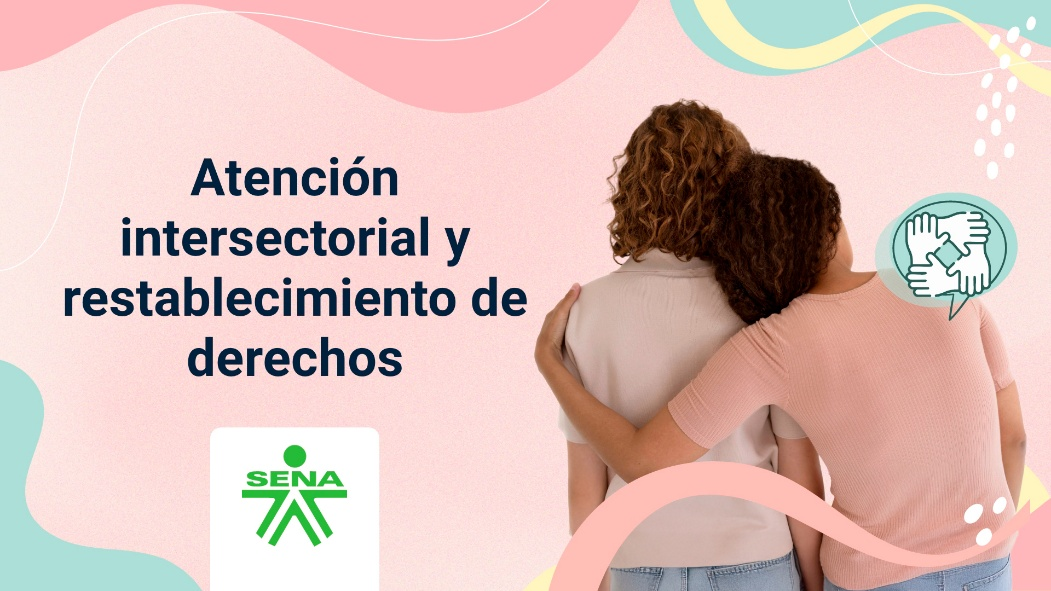 Atención
intersectorial y
restablecimiento de
derechos
SENA